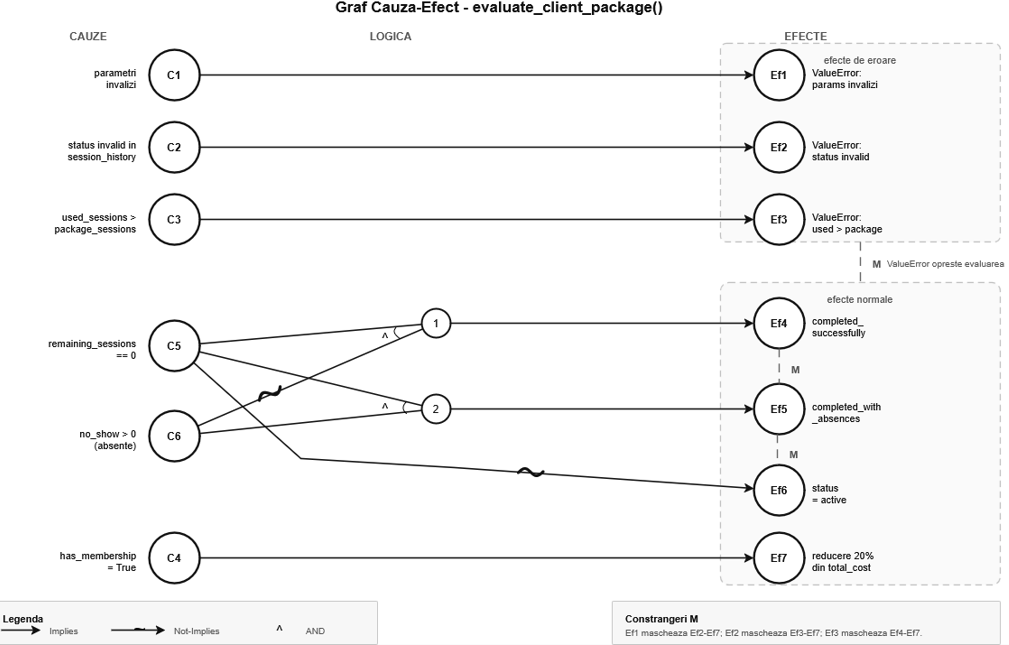 Graf Cauza-Efect - evaluate_client_package()
CAUZE
LOGICA
EFECTE
efecte de eroare
parametri
invalizi
C1
Ef1
ValueError:
params invalizi
status invalid in
session_history
C2
Ef2
ValueError:
status invalid
used_sessions >
package_sessions
C3
Ef3
ValueError:
used > package
M ValueError opreste evaluarea
efecte normale
remaining_sessions
== 0
C5
^
1
Ef4
completed_
successfully
M
^
2
Ef5
completed_with
_absences
no_show > 0
(absente)
C6
M
Ef6
status
= active
has_membership
= True
C4
Ef7
reducere 20%
din total_cost
Legenda
Implies
Not-Implies
^ AND
Constrangeri M
Ef1 mascheaza Ef2-Ef7; Ef2 mascheaza Ef3-Ef7; Ef3 mascheaza Ef4-Ef7.